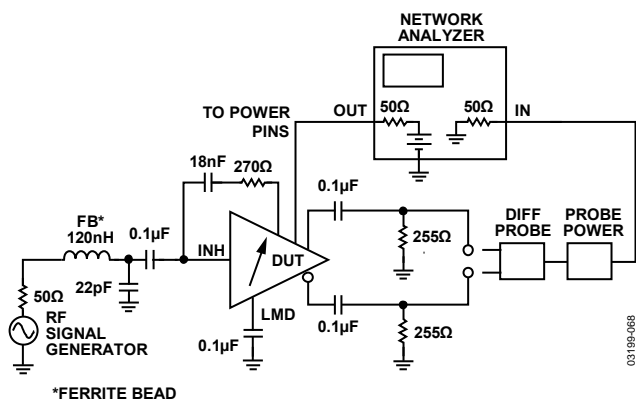 NETWORK
ANALYZER
TO POWER
PINS
OUT
50Ω
50Ω
IN
18nF
270Ω
0.1µF
FB*
120nH
0.1µF
INH
DUT
255Ω
DIFF
PROBE
PROBE
POWER
50Ω
22pF
LMD
0.1µF
RF
SIGNAL
GENERATOR
0.1µF
255Ω
*FERRITE BEAD
03199-068